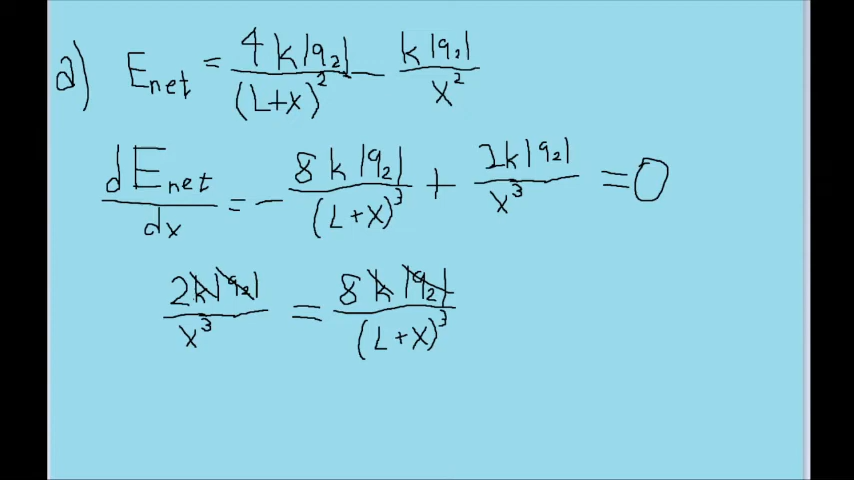 a) E_net = 4k|q₂|/(L+x)² - k|q₂|/x²
dE_net/dx = - 8k|q₂|/(L+x)³ + 2k|q₂|/x³ = 0
2k|q₂|/x³ = 8k|q₂|/(L+x)³